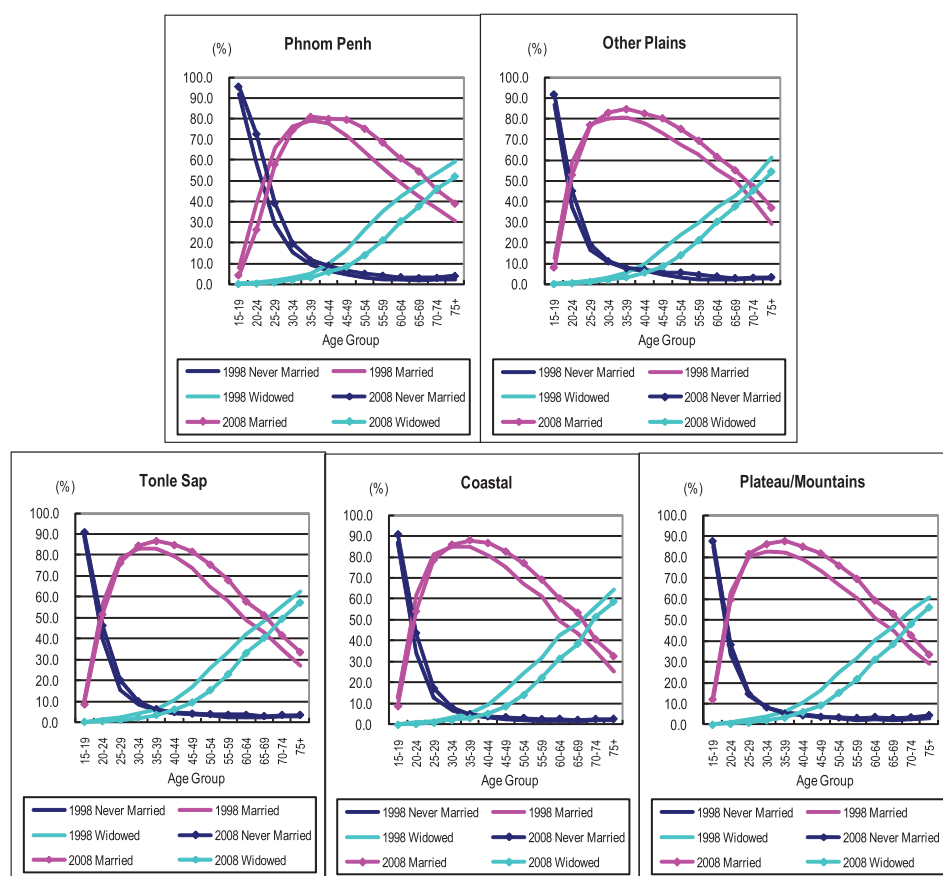 Phnom Penh
(%)
100.0
90.0
80.0
70.0
60.0
50.0
40.0
30.0
20.0
10.0
0.0
15-19 20-24 25-29 30-34 35-39 40-44 45-49 50-54 55-59 60-64 65-69 70-74 75+
Age Group
1998 Never Married 1998 Married
1998 Widowed 2008 Never Married
2008 Married 2008 Widowed
Other Plains
(%)
100.0
90.0
80.0
70.0
60.0
50.0
40.0
30.0
20.0
10.0
0.0
15-19 20-24 25-29 30-34 35-39 40-44 45-49 50-54 55-59 60-64 65-69 70-74 75+
Age Group
1998 Never Married 1998 Married
1998 Widowed 2008 Never Married
2008 Married 2008 Widowed
Tonle Sap
(%)
100.0
90.0
80.0
70.0
60.0
50.0
40.0
30.0
20.0
10.0
0.0
15-19 20-24 25-29 30-34 35-39 40-44 45-49 50-54 55-59 60-64 65-69 70-74 75+
Age Group
1998 Never Married 1998 Married
1998 Widowed 2008 Never Married
2008 Married 2008 Widowed
Coastal
(%)
100.0
90.0
80.0
70.0
60.0
50.0
40.0
30.0
20.0
10.0
0.0
15-19 20-24 25-29 30-34 35-39 40-44 45-49 50-54 55-59 60-64 65-69 70-74 75+
Age Group
1998 Never Married 1998 Married
1998 Widowed 2008 Never Married
2008 Married 2008 Widowed
Plateau/Mountains
(%)
100.0
90.0
80.0
70.0
60.0
50.0
40.0
30.0
20.0
10.0
0.0
15-19 20-24 25-29 30-34 35-39 40-44 45-49 50-54 55-59 60-64 65-69 70-74 75+
Age Group
1998 Never Married 1998 Married
1998 Widowed 2008 Never Married
2008 Married 2008 Widowed